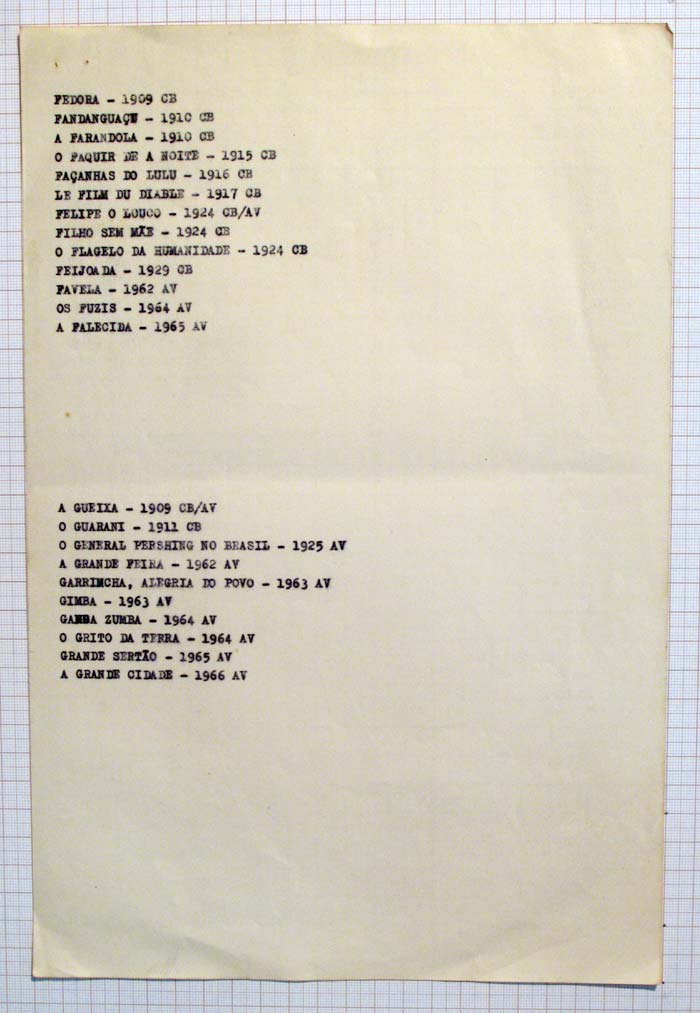 FEDORA - 1909 CB
FANDANGUAÇU - 1910 CB
A FARANDOLA - 1910 CB
O FAQUIR DE A NOITE - 1915 CB
FAÇANHAS DO LULU - 1916 CB
LE FILM DU DIABLE - 1917 CB
FELIPE O LOUCO - 1924 CB/AV
FILHO SEM MÃE - 1924 CB
O FLAGELO DA HUMANIDADE - 1924 CB
FEIJOADA - 1929 CB
FAVELA - 1962 AV
OS FUZIS - 1964 AV
A FALECIDA - 1965 AV
A GUEIXA - 1909 CB/AV
O GUARANI - 1911 CB
O GENERAL PERSHING NO BRASIL - 1925 AV
A GRANDE FEIRA - 1962 AV
GARRINCHA, ALEGRIA DO POVO - 1963 AV
GIMBA - 1963 AV
GANBA ZUMBA - 1964 AV
O GRITO DA TERRA - 1964 AV
GRANDE SERTÃO - 1965 AV
A GRANDE CIDADE - 1966 AV